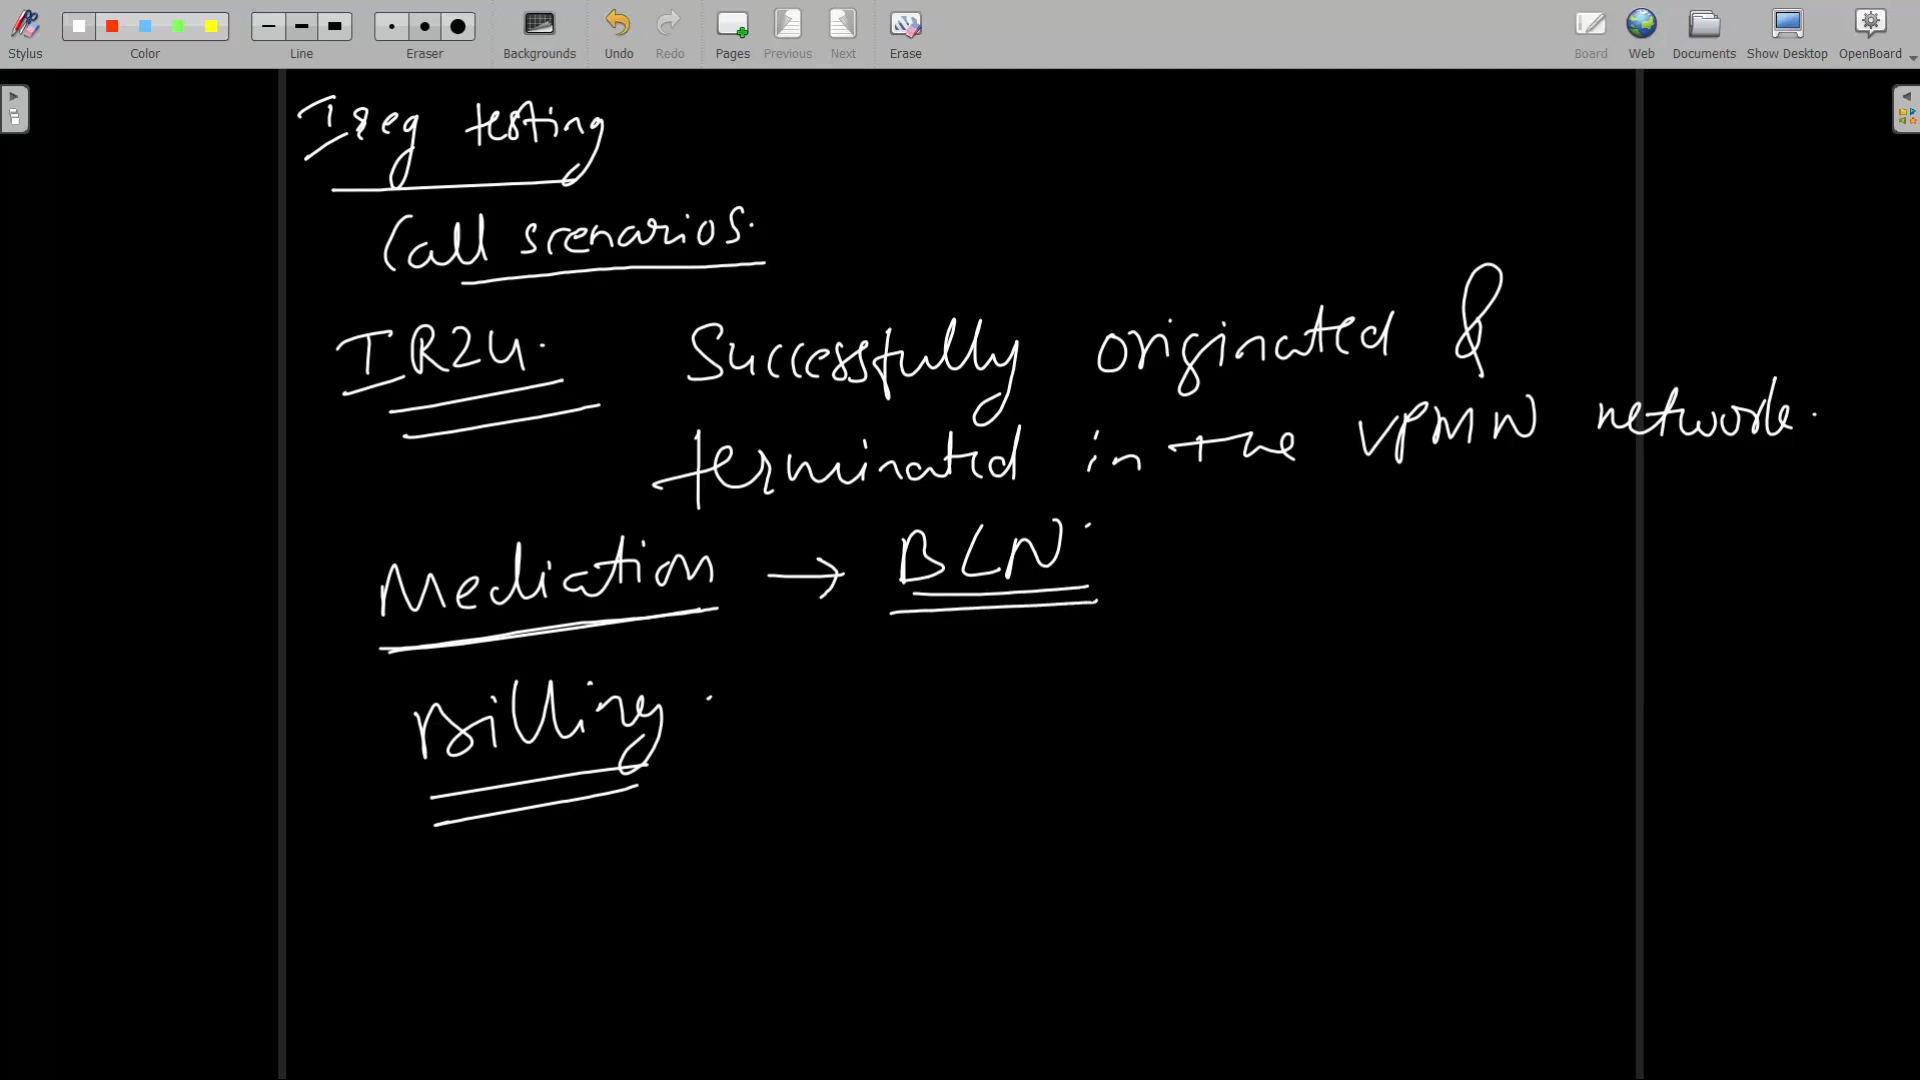 Stylus Color Line Eraser Backgrounds Undo Redo Pages Previous Next Erase Board Web Documents Show Desktop OpenBoard
Ireg testing
Call scenarios.
IR24. Successfully originated &
terminated in the VPMN network.
Mediation → BCN.
Billing.